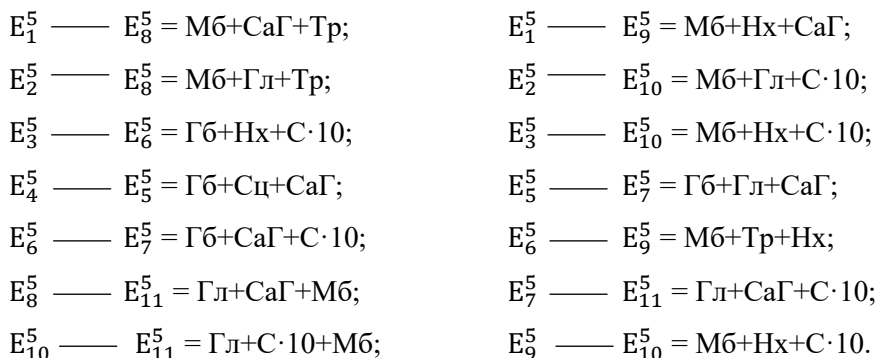 E₁⁵ —— E₈⁵ = Мб+СаГ+Тр; E₁⁵ —— E₉⁵ = Мб+Нх+СаГ;
E₂⁵ —— E₈⁵ = Мб+Гл+Тр; E₂⁵ —— E₁₀⁵ = Мб+Гл+С·10;
E₃⁵ —— E₆⁵ = Гб+Нх+С·10; E₃⁵ —— E₁₀⁵ = Мб+Нх+С·10;
E₄⁵ —— E₅⁵ = Гб+Сц+СаГ; E₅⁵ —— E₇⁵ = Гб+Гл+СаГ;
E₆⁵ —— E₇⁵ = Гб+СаГ+С·10; E₆⁵ —— E₉⁵ = Мб+Тр+Нх;
E₈⁵ —— E₁₁⁵ = Гл+СаГ+Мб; E₇⁵ —— E₁₁⁵ = Гл+СаГ+С·10;
E₁₀⁵ —— E₁₁⁵ = Гл+С·10+Мб; E₉⁵ —— E₁₀⁵ = Мб+Нх+С·10.